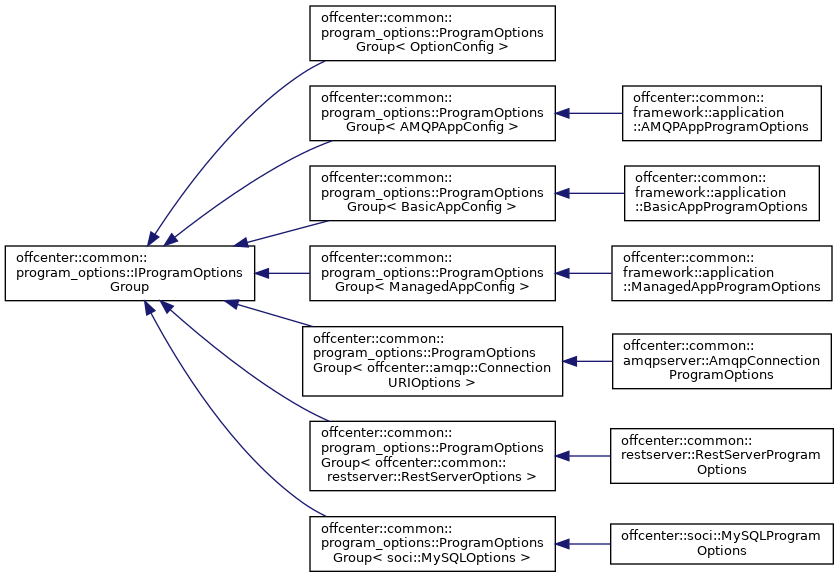 offcenter::common::
program_options::ProgramOptions
Group< OptionConfig >
offcenter::common::
program_options::ProgramOptions
Group< AMQPAppConfig >
offcenter::common::
framework::application
::AMQPAppProgramOptions
offcenter::common::
program_options::ProgramOptions
Group< BasicAppConfig >
offcenter::common::
framework::application
::BasicAppProgramOptions
offcenter::common::
program_options::IProgramOptions
Group
offcenter::common::
program_options::ProgramOptions
Group< ManagedAppConfig >
offcenter::common::
framework::application
::ManagedAppProgramOptions
offcenter::common::
program_options::ProgramOptions
Group< offcenter::amqp::Connection
URIOptions >
offcenter::common::
amqpserver::AmqpConnection
ProgramOptions
offcenter::common::
program_options::ProgramOptions
Group< offcenter::common::
restserver::RestServerOptions >
offcenter::common::
restserver::RestServerProgram
Options
offcenter::common::
program_options::ProgramOptions
Group< soci::MySQLOptions >
offcenter::soci::MySQLProgram
Options